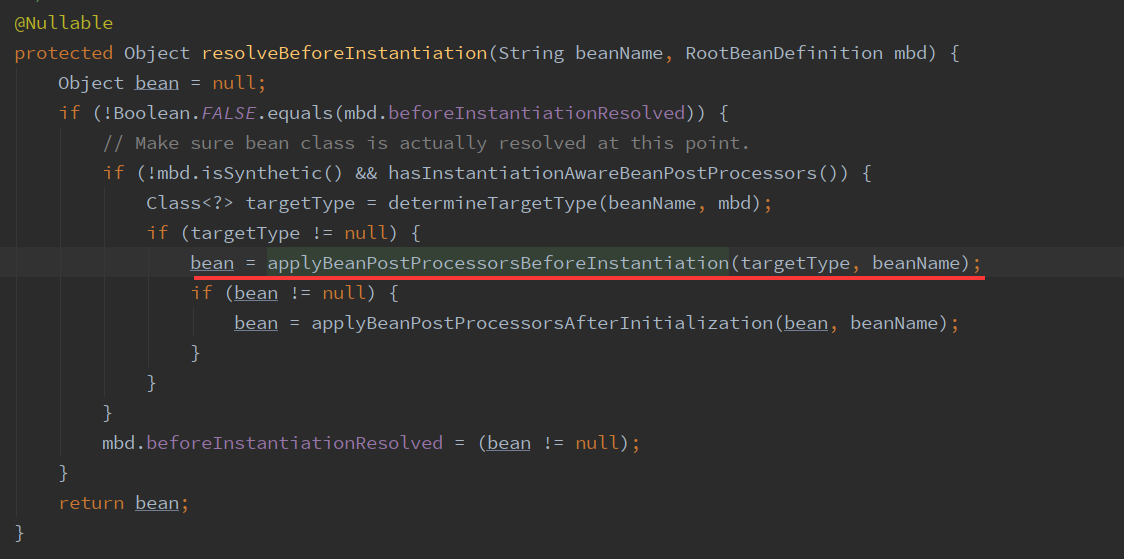 @Nullable
protected Object resolveBeforeInstantiation(String beanName, RootBeanDefinition mbd) {
Object bean = null;
if (!Boolean.FALSE.equals(mbd.beforeInstantiationResolved)) {
// Make sure bean class is actually resolved at this point.
if (!mbd.isSynthetic() && hasInstantiationAwareBeanPostProcessors()) {
Class<?> targetType = determineTargetType(beanName, mbd);
if (targetType != null) {
bean = applyBeanPostProcessorsBeforeInstantiation(targetType, beanName);
if (bean != null) {
bean = applyBeanPostProcessorsAfterInitialization(bean, beanName);
}
}
}
mbd.beforeInstantiationResolved = (bean != null);
}
return bean;
}